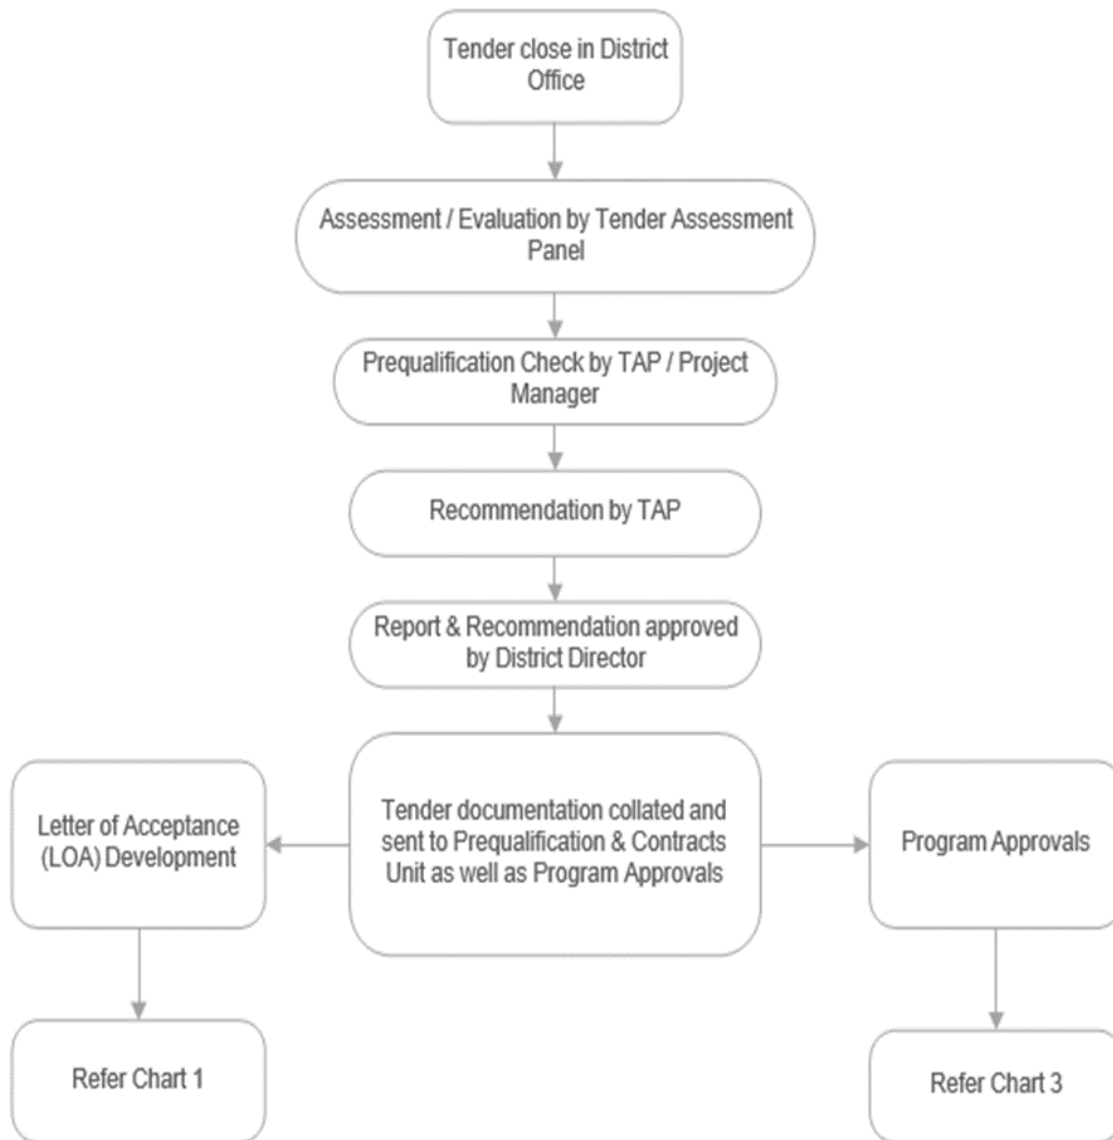 Tender close in District
Office
Assessment / Evaluation by Tender Assessment
Panel
Prequalification Check by TAP / Project
Manager
Recommendation by TAP
Report & Recommendation approved
by District Director
Letter of Acceptance
(LOA) Development
Tender documentation collated and
sent to Prequalification & Contracts
Unit as well as Program Approvals
Program Approvals
Refer Chart 1
Refer Chart 3